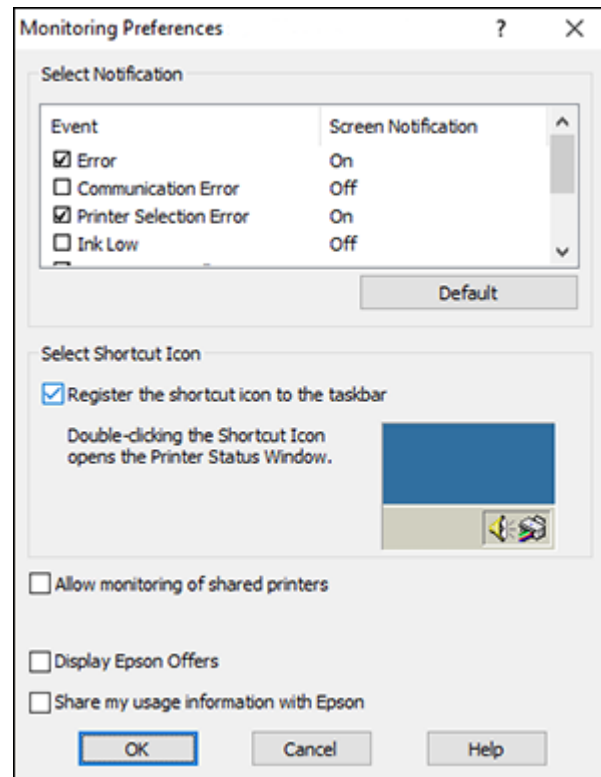 Monitoring Preferences ?
Select Notification
Event Screen Notification
Error On
Communication Error Off
Printer Selection Error On
Ink Low Off
Default
Select Shortcut Icon
Register the shortcut icon to the taskbar
Double-clicking the Shortcut Icon
opens the Printer Status Window.
Allow monitoring of shared printers
Display Epson Offers
Share my usage information with Epson
OK Cancel Help